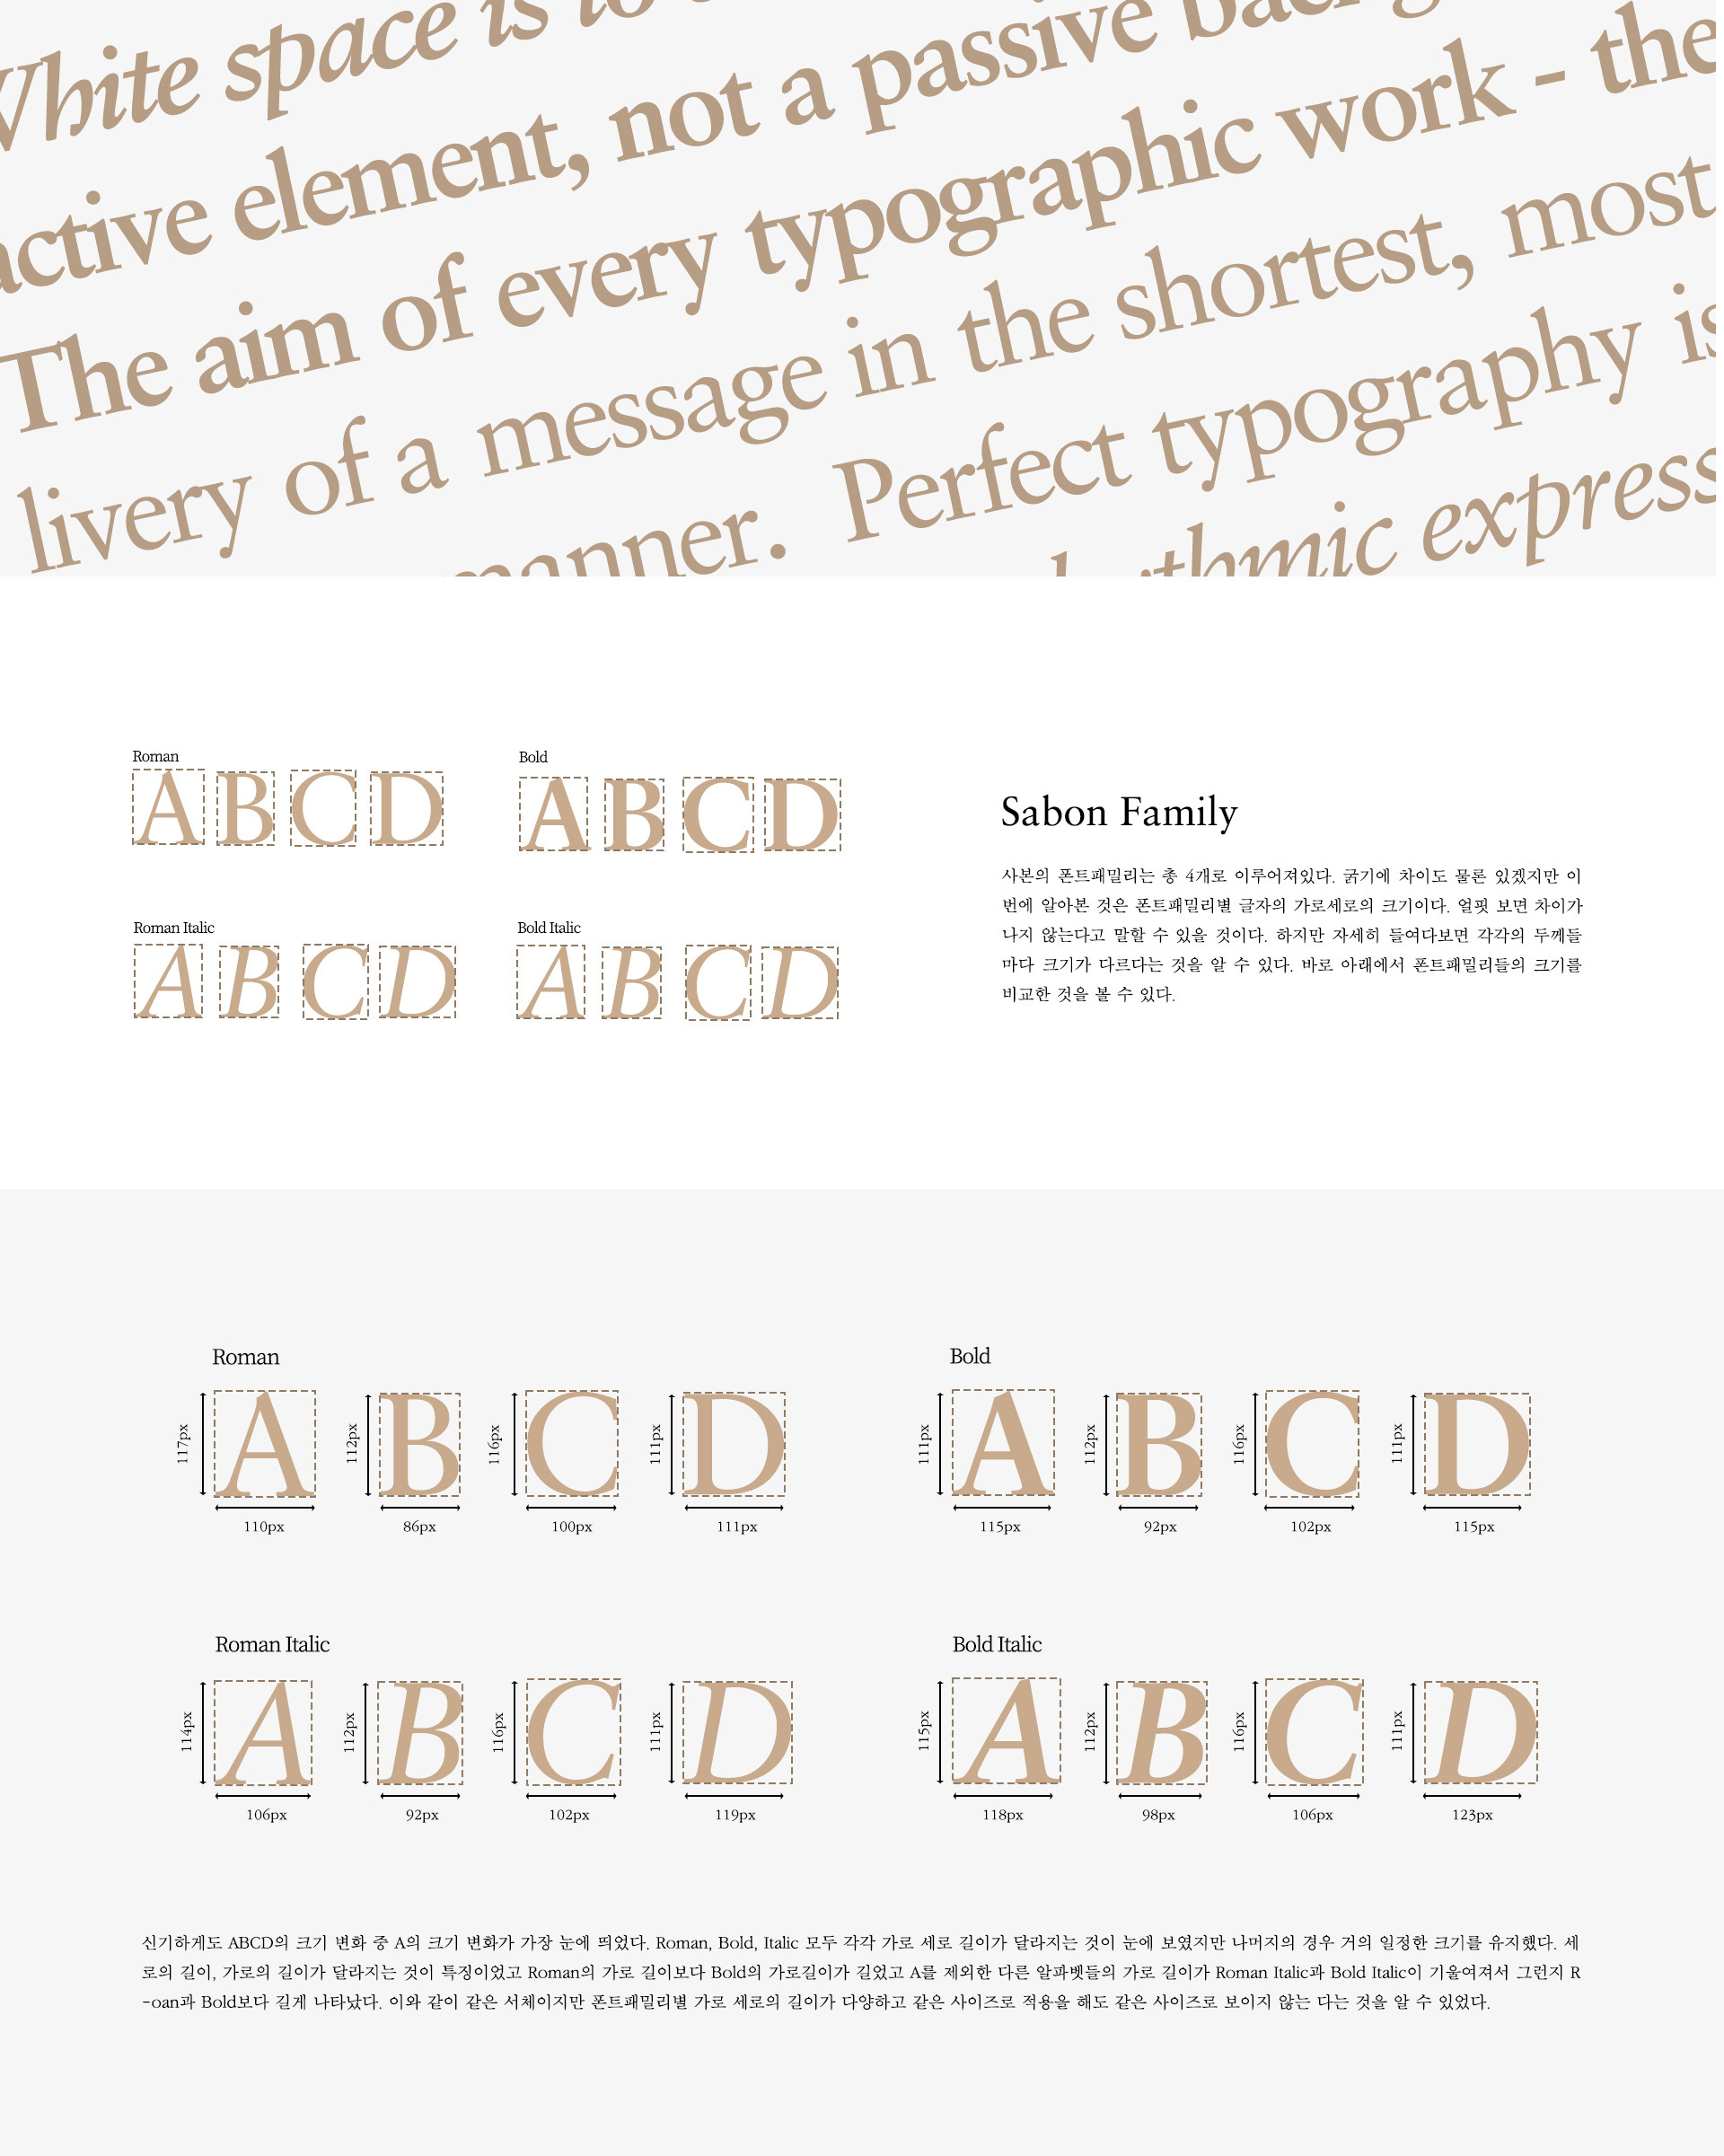 White space is to
active element, not a passive backg
The aim of every typographic work - the
livery of a message in the shortest, most
manner. Perfect typography is
thmic express
Roman
A B C D
Bold
A B C D
Roman Italic
A B C D
Bold Italic
A B C D
Sabon Family
사본의 폰트패밀리는 총 4개로 이루어져있다. 굵기에 차이도 물론 있겠지만 이
번에 알아본 것은 폰트패밀리별 글자의 가로세로의 크기이다. 얼핏 보면 차이가
나지 않는다고 말할 수 있을 것이다. 하지만 자세히 들여다보면 각각의 두께들
마다 크기가 다르다는 것을 알 수 있다. 바로 아래에서 폰트패밀리들의 크기를
비교한 것을 볼 수 있다.
Roman
117px A 112px B 116px C 111px D
110px 86px 100px 111px
Bold
111px A 112px B 116px C 111px D
115px 92px 102px 115px
Roman Italic
114px A 112px B 116px C 111px D
106px 92px 102px 119px
Bold Italic
115px A 112px B 116px C 111px D
118px 98px 106px 123px
신기하게도 ABCD의 크기 변화 중 A의 크기 변화가 가장 눈에 띄었다. Roman, Bold, Italic 모두 각각 가로 세로 길이가 달라지는 것이 눈에 보였지만 나머지의 경우 거의 일정한 크기를 유지했다. 세
로의 길이, 가로의 길이가 달라지는 것이 특징이었고 Roman의 가로 길이보다 Bold의 가로길이가 길었고 A를 제외한 다른 알파벳들의 가로 길이가 Roman Italic과 Bold Italic이 기울여져서 그런지 R
-oan과 Bold보다 길게 나타났다. 이와 같이 같은 서체이지만 폰트패밀리별 가로 세로의 길이가 다양하고 같은 사이즈로 적용을 해도 같은 사이즈로 보이지 않는 다는 것을 알 수 있었다.